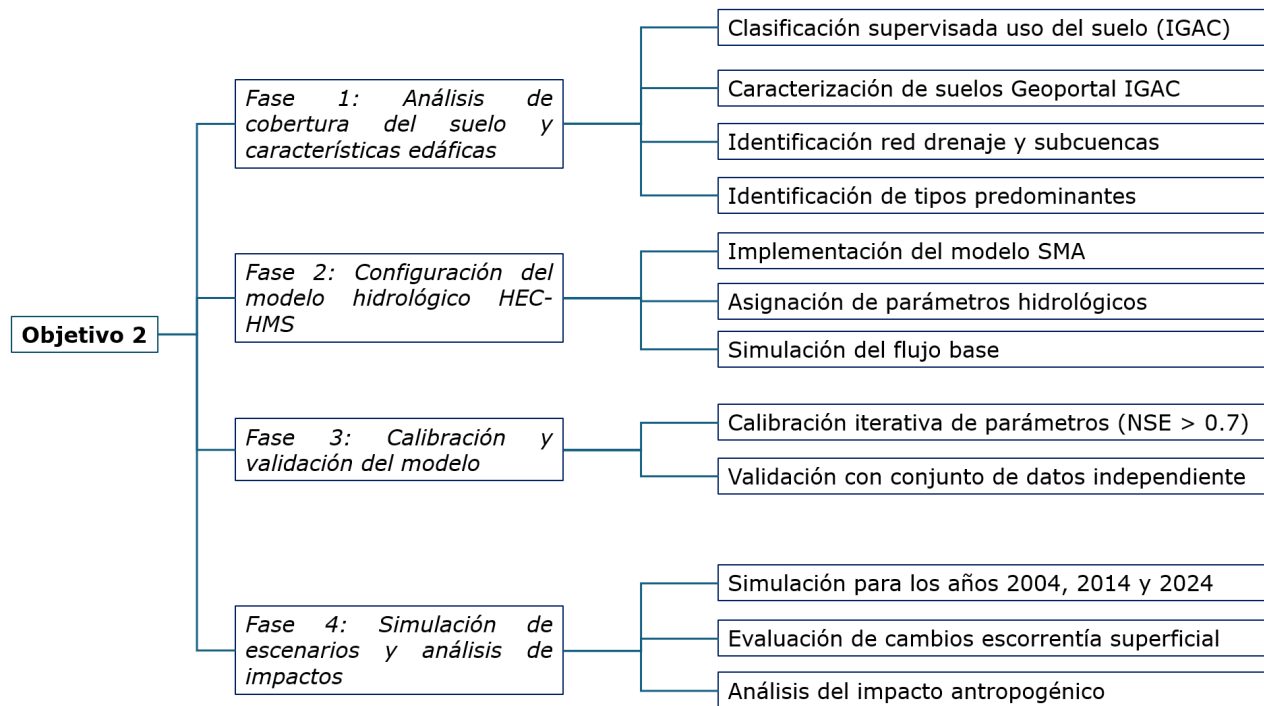 Objetivo 2
Fase 1: Análisis de
cobertura del suelo y
características edáficas
Clasificación supervisada uso del suelo (IGAC)
Caracterización de suelos Geoportal IGAC
Identificación red drenaje y subcuencas
Identificación de tipos predominantes
Fase 2: Configuración del
modelo hidrológico HEC-
HMS
Implementación del modelo SMA
Asignación de parámetros hidrológicos
Simulación del flujo base
Fase 3: Calibración y
validación del modelo
Calibración iterativa de parámetros (NSE > 0.7)
Validación con conjunto de datos independiente
Fase 4: Simulación de
escenarios y análisis de
impactos
Simulación para los años 2004, 2014 y 2024
Evaluación de cambios escorrentía superficial
Análisis del impacto antropogénico